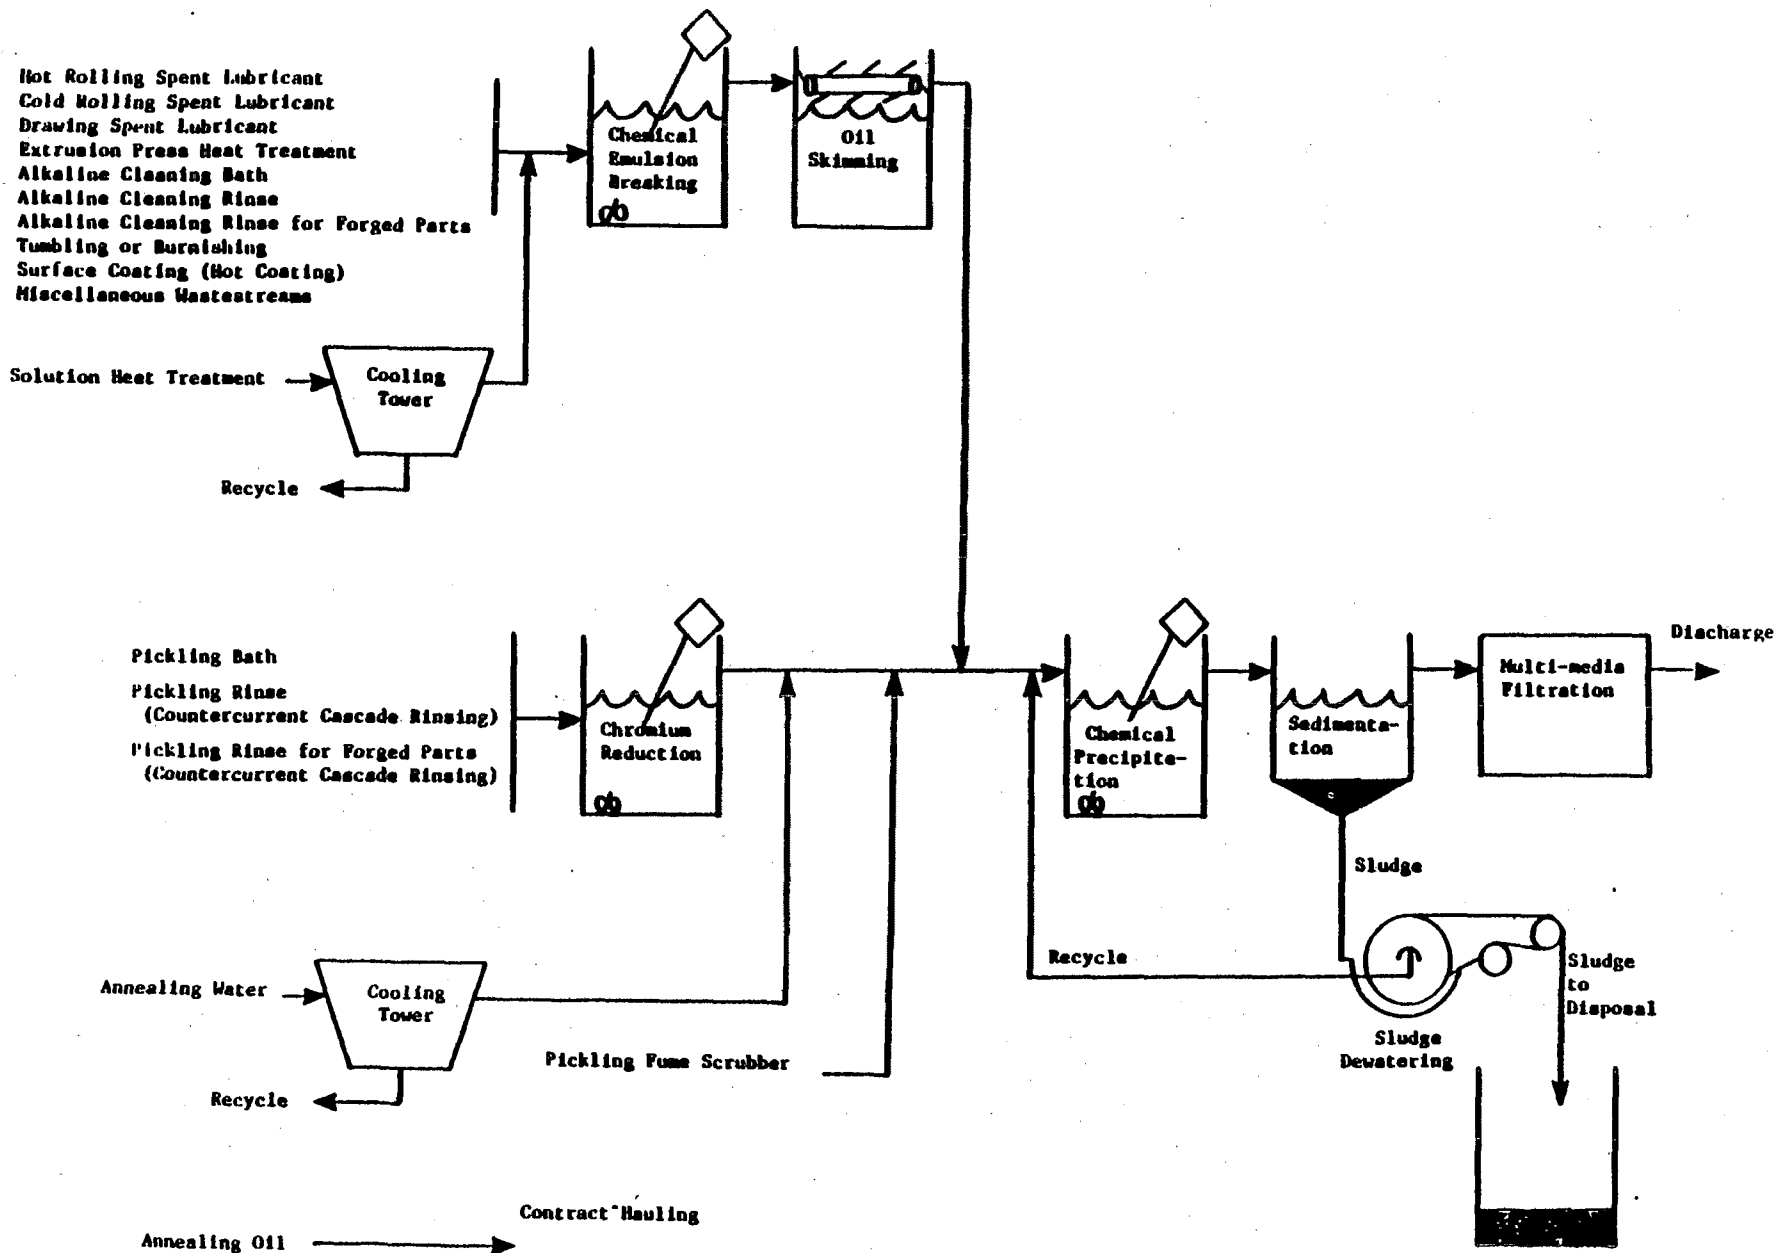 Hot Rolling Spent Lubricant
Cold Rolling Spent Lubricant
Drawing Spent Lubricant
Extrusion Press Heat Treatment
Alkaline Cleaning Bath
Alkaline Cleaning Rinse
Alkaline Cleaning Rinse for Forged Parts
Tumbling or Burnishing
Surface Coating (Hot Coating)
Miscellaneous Wastestreams
Chemical
Emulsion
Breaking
Oil
Skimming
Solution Heat Treatment
Cooling
Tower
Recycle
Pickling Bath
Pickling Rinse
(Countercurrent Cascade Rinsing)
Pickling Rinse for Forged Parts
(Countercurrent Cascade Rinsing)
Chromium
Reduction
Chemical
Precipita-
tion
Sedimenta-
tion
Multi-media
Filtration
Discharge
Sludge
Annealing Water
Cooling
Tower
Recycle
Pickling Fume Scrubber
Recycle
Sludge
to
Disposal
Sludge
Dewatering
Contract Hauling
Annealing Oil